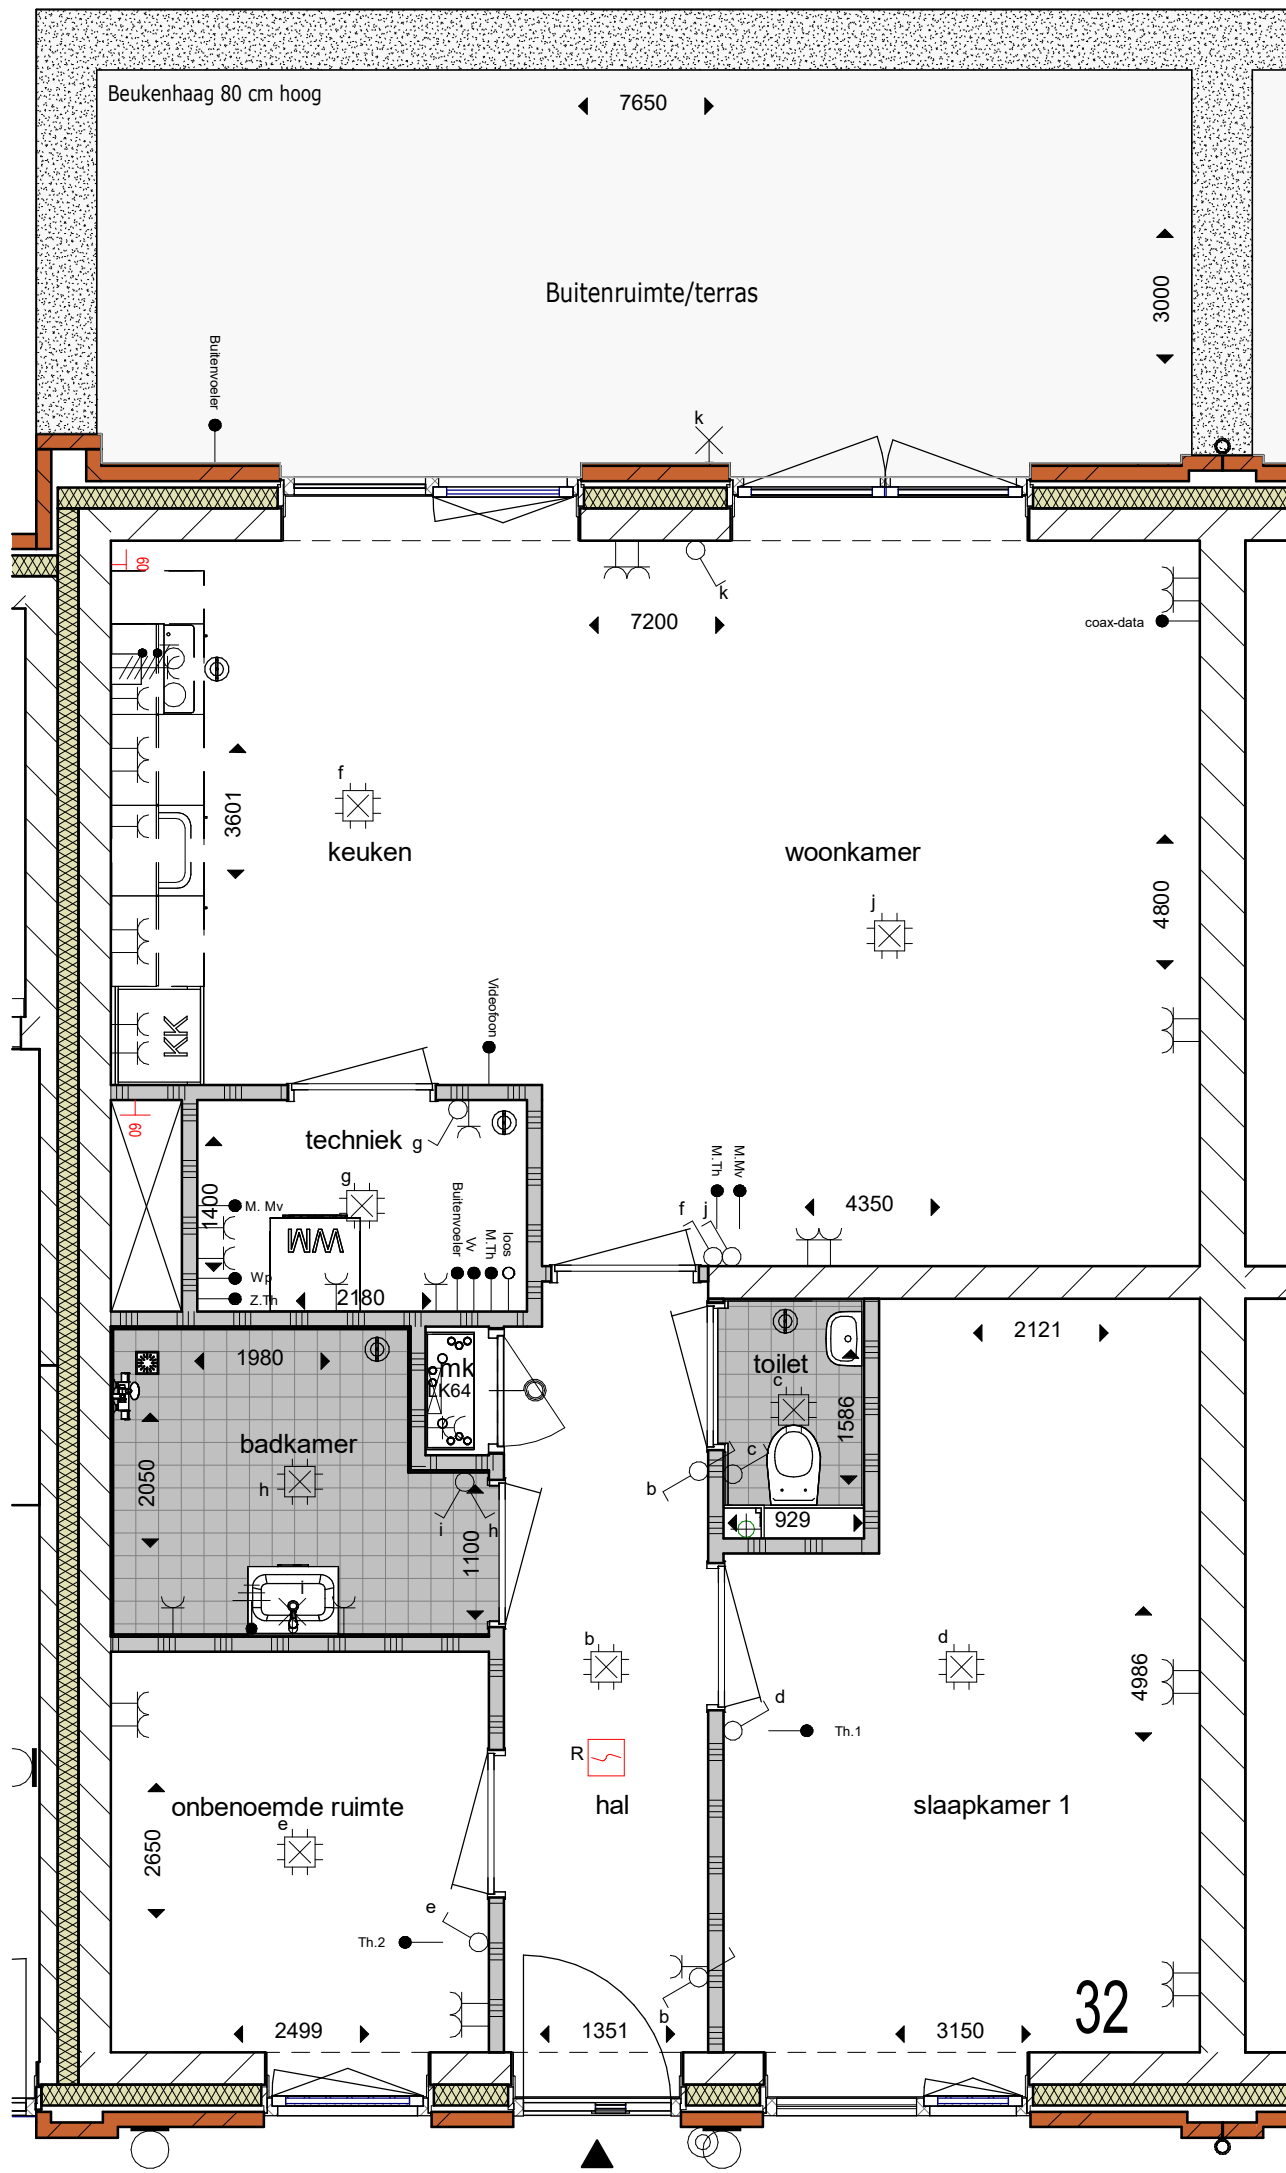 Beukenhaag 80 cm hoog
7650
Buitenruimte/terras
3000
Buitenvoeler
k
60
k
7200
coax-data
f
3601
keuken
woonkamer
j
4800
Videofoon
KK
60
techniek
g
g
1400
M. Mv
WM
Buitenvoeler
Vv
M.Th
loos
Wp
Z.Th
2180
M.Th
M.Mv
f
j
4350
1980
mk
K64
toilet
c
1586
2121
badkamer
h
2050
i
h
1100
b
c
929
i
b
d
4986
d
Th.1
R
onbenoemde ruimte
e
hal
slaapkamer 1
2650
e
Th.2
b
32
2499
1351
3150